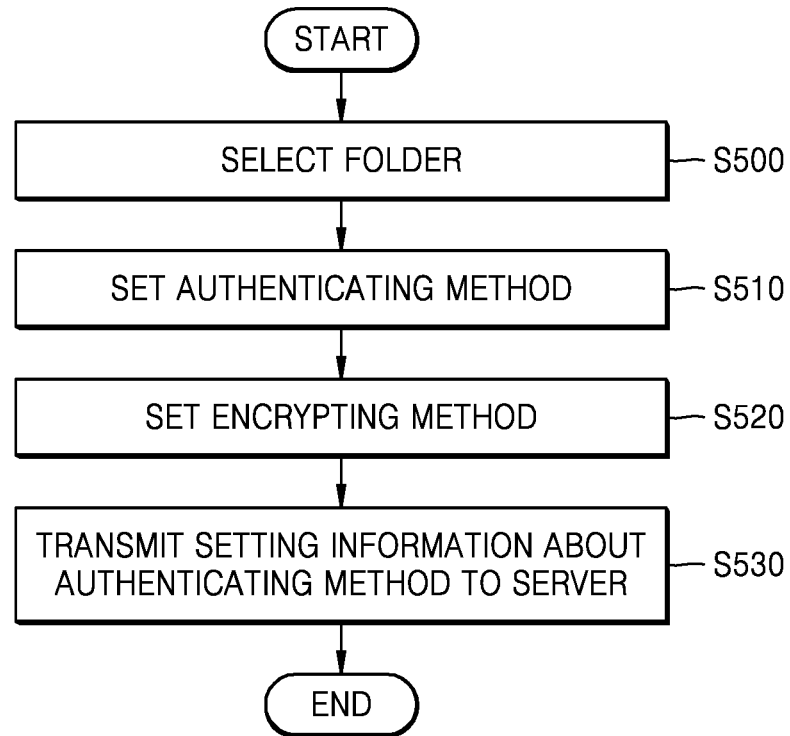 START
SELECT FOLDER
S500
SET AUTHENTICATING METHOD
S510
SET ENCRYPTING METHOD
S520
TRANSMIT SETTING INFORMATION ABOUT
AUTHENTICATING METHOD TO SERVER
S530
END